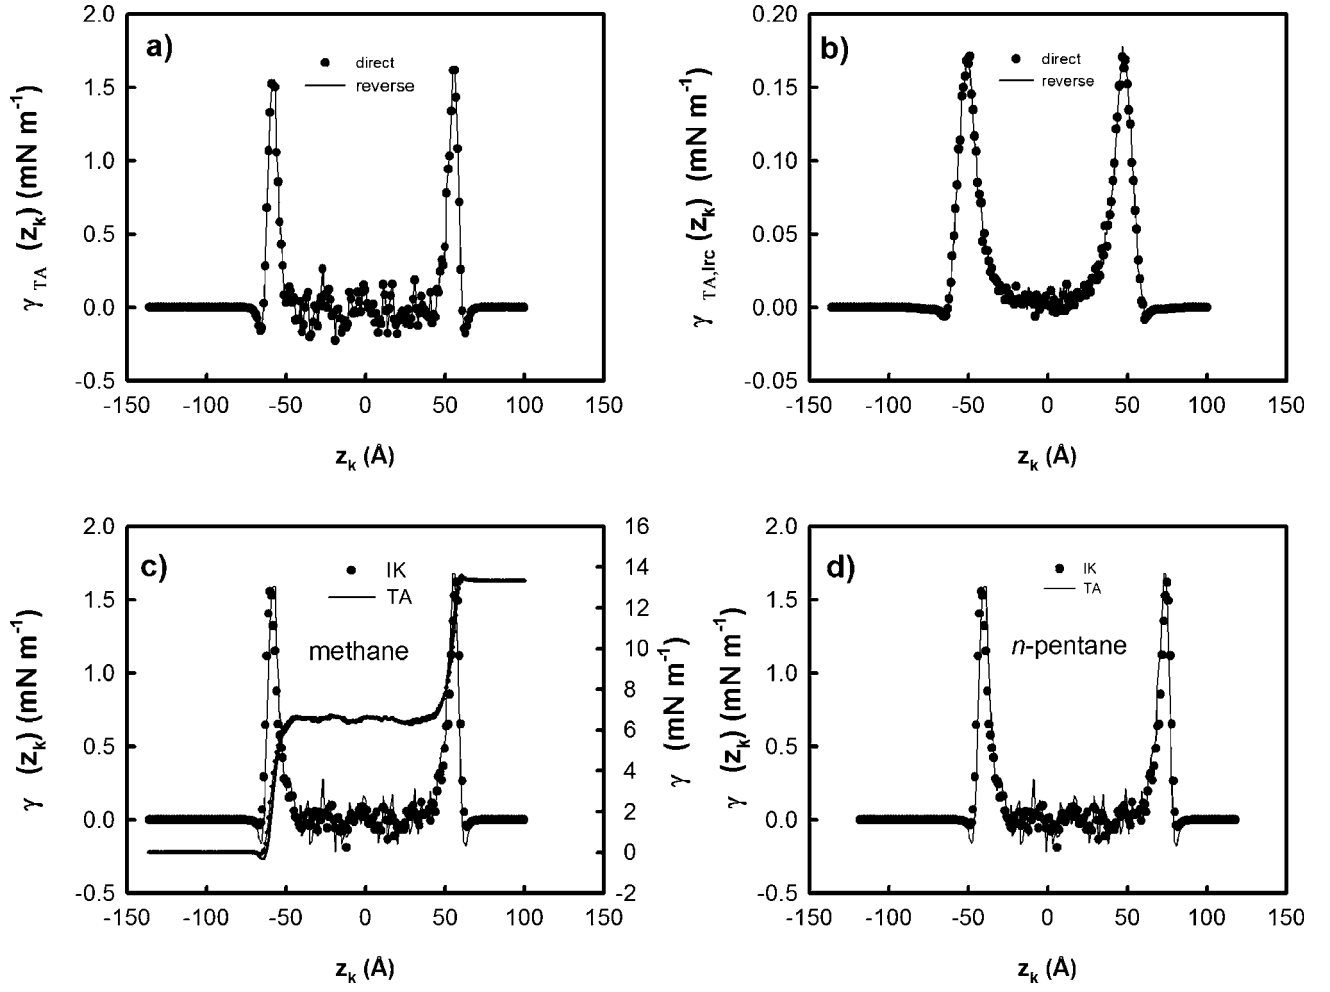 a)
direct
reverse
γ TA (zk) (mN m-1)
2.0
1.5
1.0
0.5
0.0
-0.5
-150 -100 -50 0 50 100 150
zk (Å)
b)
direct
reverse
γ TA,lrc (zk) (mN m-1)
0.20
0.15
0.10
0.05
0.00
-0.05
-150 -100 -50 0 50 100 150
zk (Å)
c)
IK
TA
methane
γ (zk) (mN m-1)
2.0
1.5
1.0
0.5
0.0
-0.5
16
14
12
10
8
6
4
2
0
-2
γ (mN m-1)
-150 -100 -50 0 50 100 150
zk (Å)
d)
IK
TA
n-pentane
γ (zk) (mN m-1)
2.0
1.5
1.0
0.5
0.0
-0.5
-150 -100 -50 0 50 100 150
zk (Å)